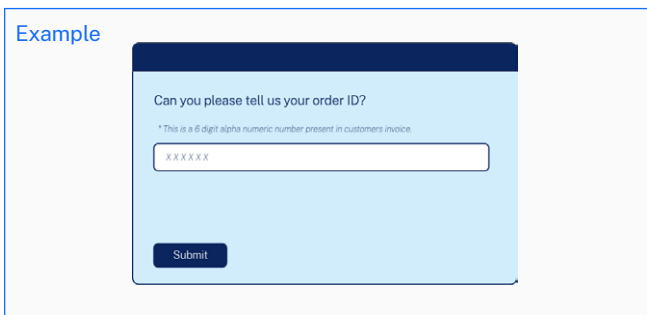 Example
Can you please tell us your order ID?
* This is a 6 digit alpha numeric number present in customers invoice.
X X X X X X
Submit